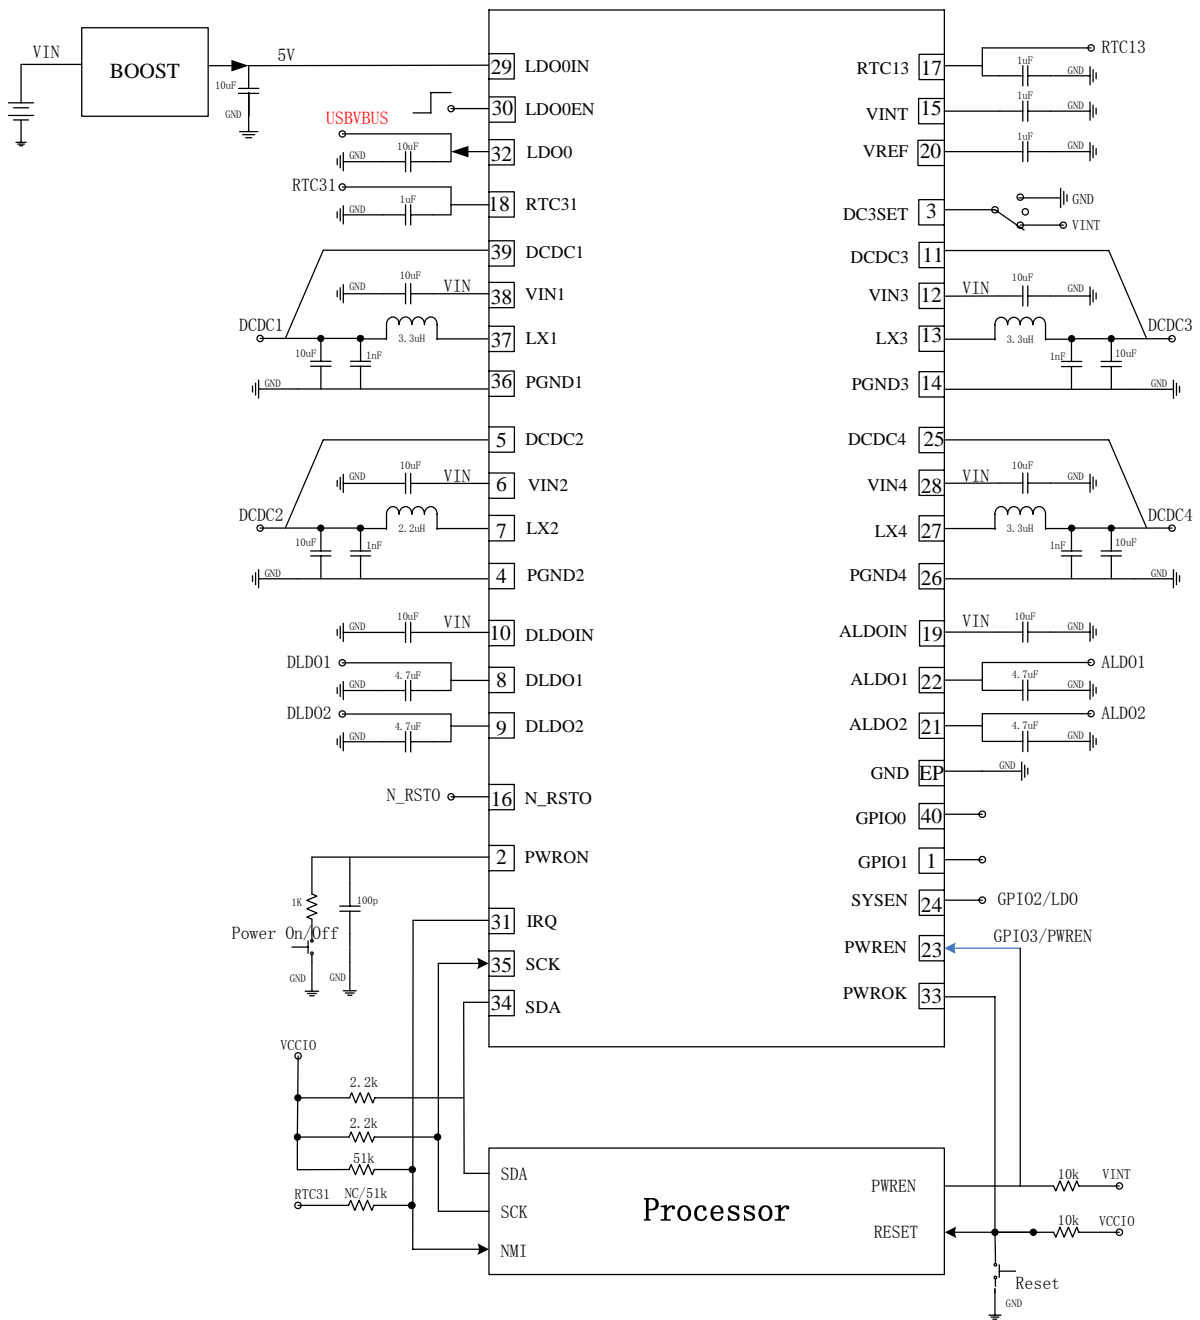 VIN
BOOST
5V
10uF
GND
29 LDO0IN
30 LDO0EN
USBVBUS
GND
10uF
32 LDO0
RTC31
GND
1uF
18 RTC31
39 DCDC1
GND
10uF
VIN
38 VIN1
DCDC1
3.3uH
37 LX1
10uF
1nF
GND
36 PGND1
5 DCDC2
GND
10uF
VIN
6 VIN2
DCDC2
2.2uH
7 LX2
10uF
1nF
GND
4 PGND2
GND
10uF
VIN
10 DLDOIN
DLDO1
GND
4.7uF
8 DLDO1
DLDO2
GND
4.7uF
9 DLDO2
N_RSTO
16 N_RSTO
2 PWRON
1K
100p
Power On/Off
GND
GND
31 IRQ
35 SCK
34 SDA
RTC13 17
RTC13
1uF
GND
VINT 15
1uF
GND
VREF 20
1uF
GND
DC3SET 3
GND
VINT
DCDC3 11
VIN3 12
VIN
10uF
GND
LX3 13
3.3uH
DCDC3
1nF
10uF
PGND3 14
GND
DCDC4 25
VIN4 28
VIN
10uF
GND
LX4 27
3.3uH
DCDC4
1nF
10uF
PGND4 26
GND
ALDOIN 19
VIN
10uF
GND
ALDO1 22
ALDO1
4.7uF
GND
ALDO2 21
ALDO2
4.7uF
GND
GND EP
GND
GPIO0 40
GPIO1 1
SYSEN 24
GPIO2/LDO
GPIO3/PWREN
PWREN 23
PWROK 33
VCCIO
2.2k
2.2k
51k
RTC31
NC/51k
SDA
SCK
NMI
Processor
PWREN
RESET
10k
VINT
10k
VCCIO
Reset
GND